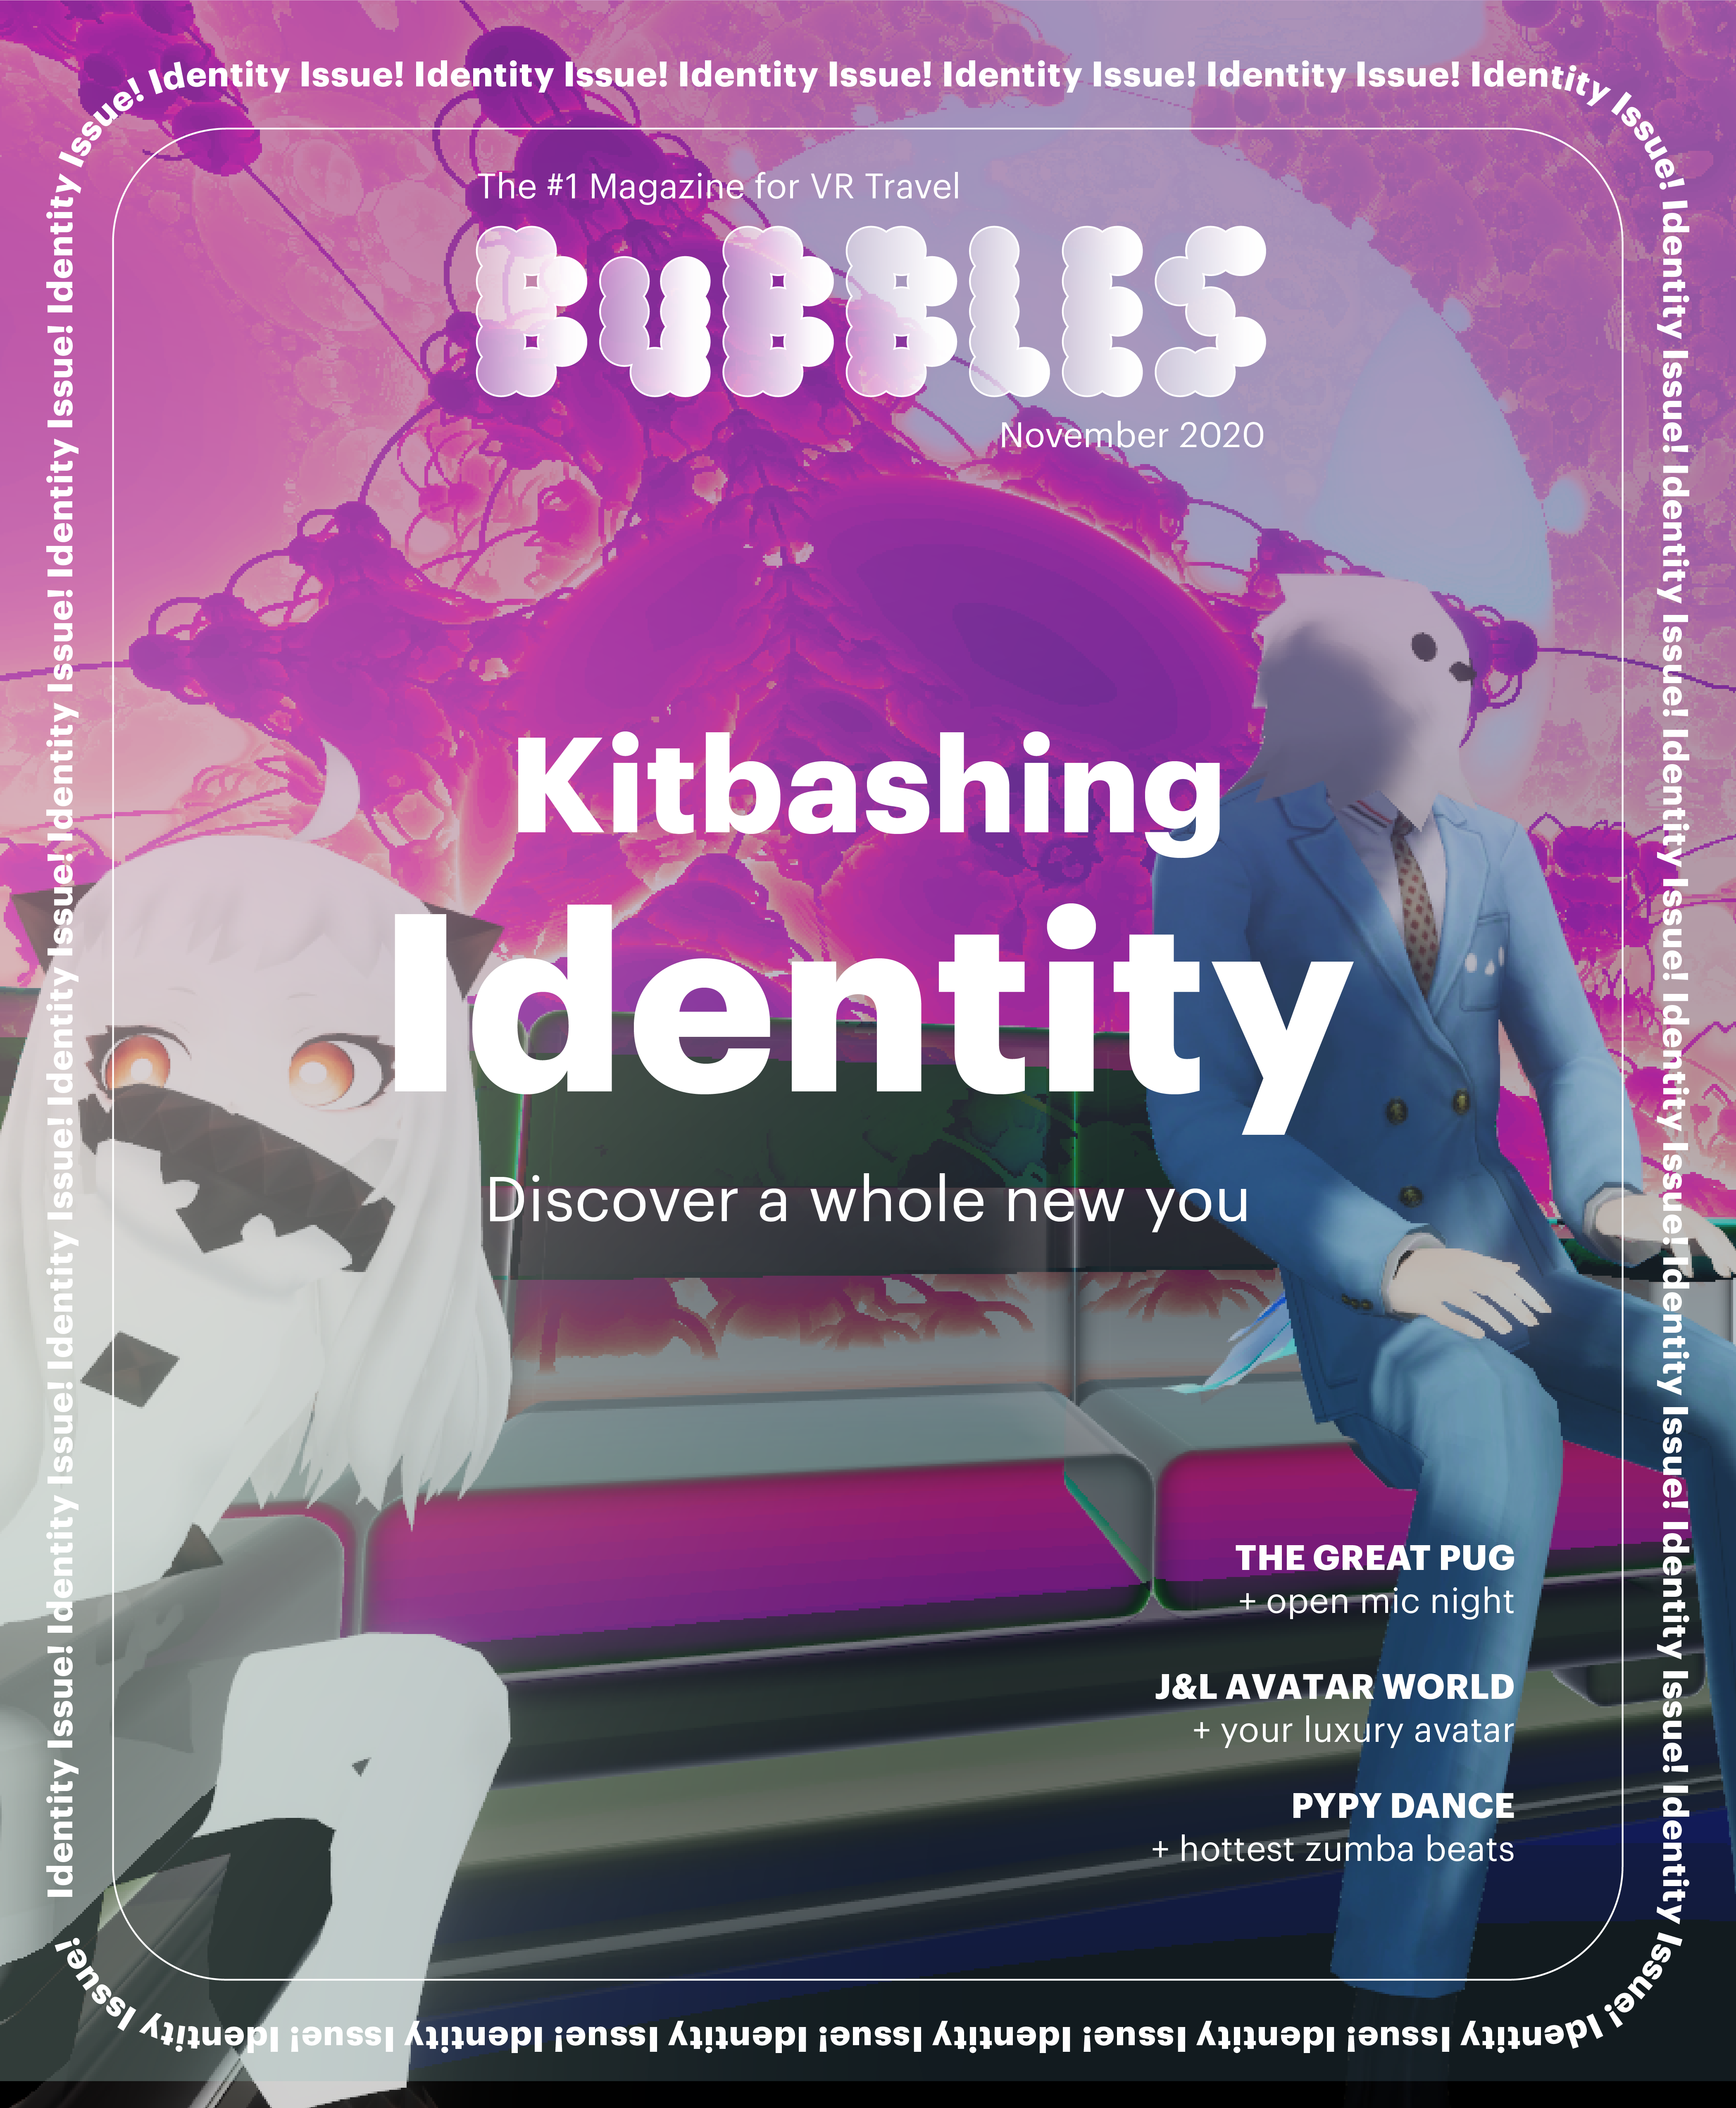 Identity Issue! Identity Issue! Identity Issue! Identity Issue! Identity Issue! Identity Issue! Identity Issue!
Identity Issue! Identity Issue! Identity Issue! Identity Issue! Identity Issue! Identity Issue!
Identity Issue! Identity Issue! Identity Issue! Identity Issue! Identity Issue! Identity Issue! Identity Issue!
Identity Issue! Identity Issue! Identity Issue! Identity Issue! Identity Issue! Identity Issue!
The #1 Magazine for VR Travel
BUBBLES
November 2020
Kitbashing
Identity
Discover a whole new you
THE GREAT PUG
+ open mic night
J&L AVATAR WORLD
+ your luxury avatar
PYPY DANCE
+ hottest zumba beats